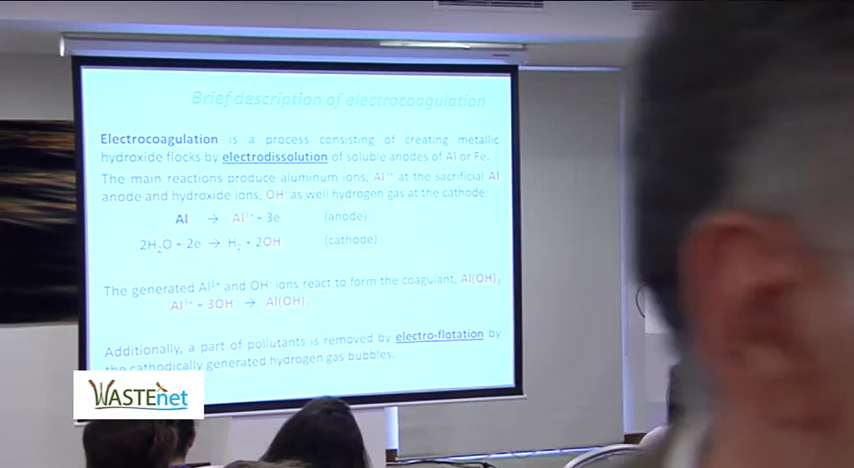 Brief description of electrocoagulation
Electrocoagulation is a process consisting of creating metallic
hydroxide flocks by electrodissolution of soluble anodes of Al or Fe.
The main reactions produce aluminum ions, Al³⁺ at the sacrificial Al
anode and hydroxide ions, OH⁻ as well hydrogen gas at the cathode:
Al → Al³⁺ + 3e (anode)
2H₂O + 2e → H₂ + 2OH (cathode)
The generated Al³⁺ and OH⁻ ions react to form the coagulant, Al(OH)₃
Al³⁺ + 3OH → Al(OH)₃
Additionally, a part of pollutants is removed by electro-flotation by
the cathodically generated hydrogen gas bubbles.
WASTEnet